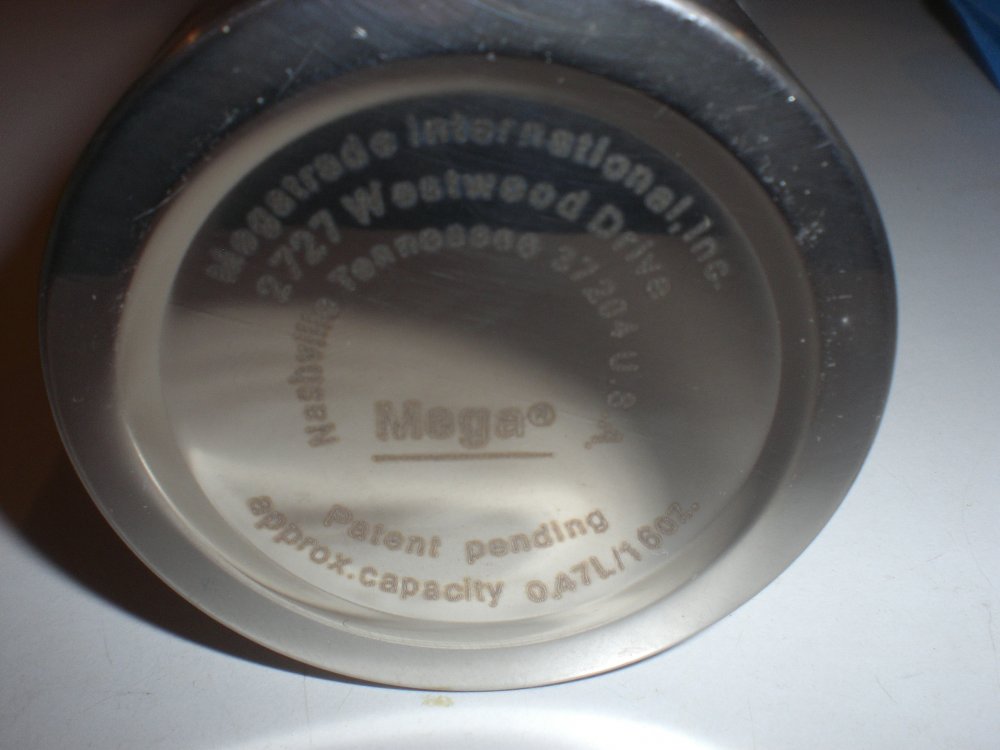 Megatrade International, Inc.
2727 Westwood Drive
Nashville Tennessee 37204 U.S.A
Mega®
Patent pending
approx.capacity 0.47L/16oz.